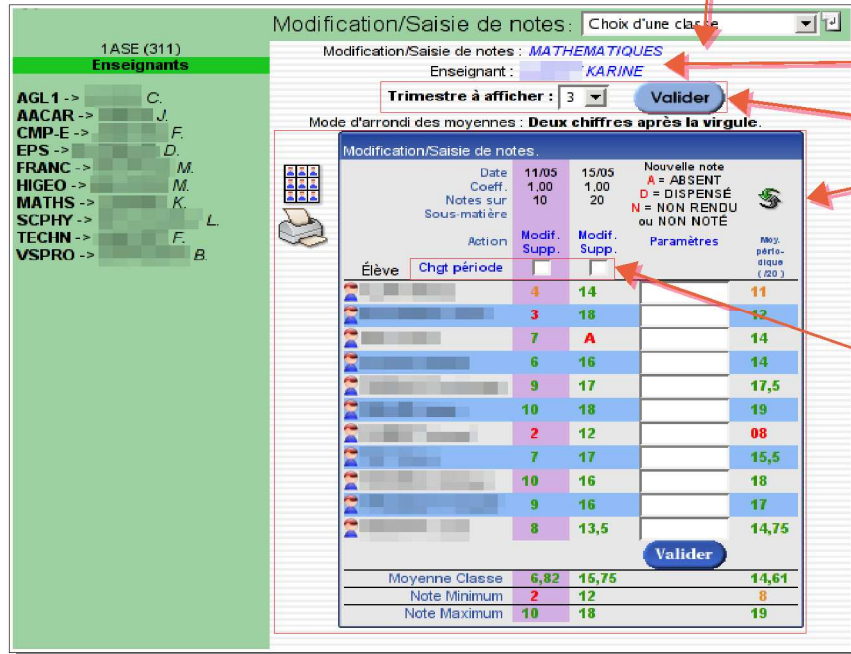 Modification/Saisie de notes : Choix d'une classe
1ASE (311)
Enseignants
AGL1 -> C.
AACAR -> J.
CMP-E -> F.
EPS -> D.
FRANC -> M.
HIGEO -> M.
MATHS -> K.
SCPHY -> L.
TECHN -> F.
VSPRO -> B.
Modification/Saisie de notes : MATHEMATIQUES
Enseignant : KARINE
Trimestre à afficher : 3 Valider
Mode d'arrondi des moyennes : Deux chiffres après la virgule.
Modification/Saisie de notes.
Date 11/05 15/05 Nouvelle note
Coeff. 1.00 1.00 A = ABSENT
Notes sur 10 20 D = DISPENSÉ
Sous-matière N = NON RENDU
ou NON NOTÉ
Action Modif. Modif. Paramètres Moy.
Supp. Supp. pério-
dique
Élève Chgt période ( /20 )
4 14 11
3 18 12
7 A 14
6 16 14
9 17 17,5
10 18 19
2 12 08
7 17 15,5
10 16 18
9 16 17
8 13,5 14,75
Valider
Moyenne Classe 6,82 15,75 14,61
Note Minimum 2 12 8
Note Maximum 10 18 19